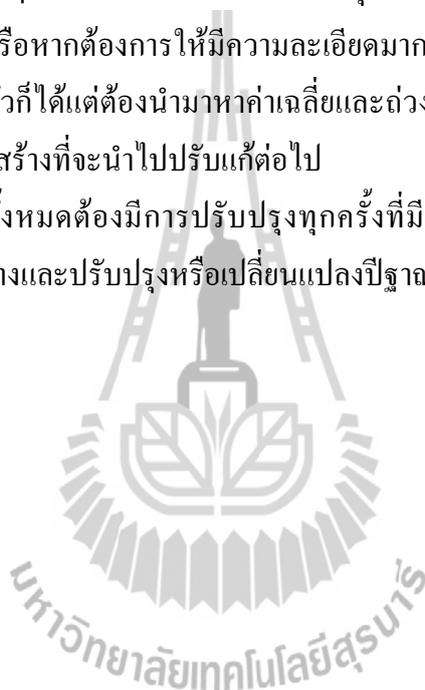 รือหากต้องการให้มีความละเอียดมาก
วก็ได้แต่ต้องนำมาหาค่าเฉลี่ยและถ่วง
สร้างที่จะนำไปปรับแก้ต่อไป
ั้งหมดต้องมีการปรับปรุงทุกครั้งที่มี
างและปรับปรุงหรือเปลี่ยนแปลงปีฐาน
มหาวิทยาลัยเทคโนโลยีสุรนารี